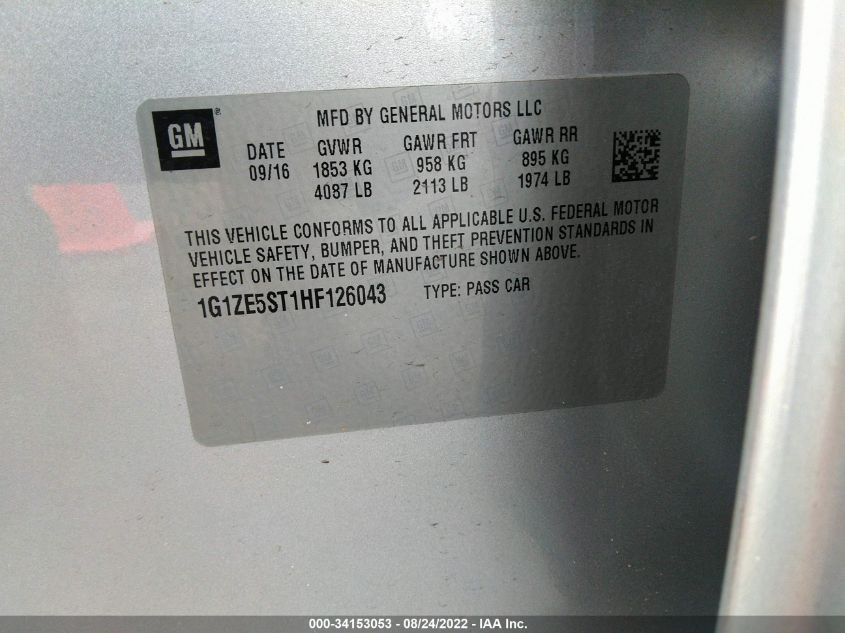 MFD BY GENERAL MOTORS LLC
GM®
DATE GVWR GAWR FRT GAWR RR
09/16 1853 KG 958 KG 895 KG
4087 LB 2113 LB 1974 LB
THIS VEHICLE CONFORMS TO ALL APPLICABLE U.S. FEDERAL MOTOR
VEHICLE SAFETY, BUMPER, AND THEFT PREVENTION STANDARDS IN
EFFECT ON THE DATE OF MANUFACTURE SHOWN ABOVE.
1G1ZE5ST1HF126043 TYPE: PASS CAR
000-34153053 - 08/24/2022 - IAA Inc.